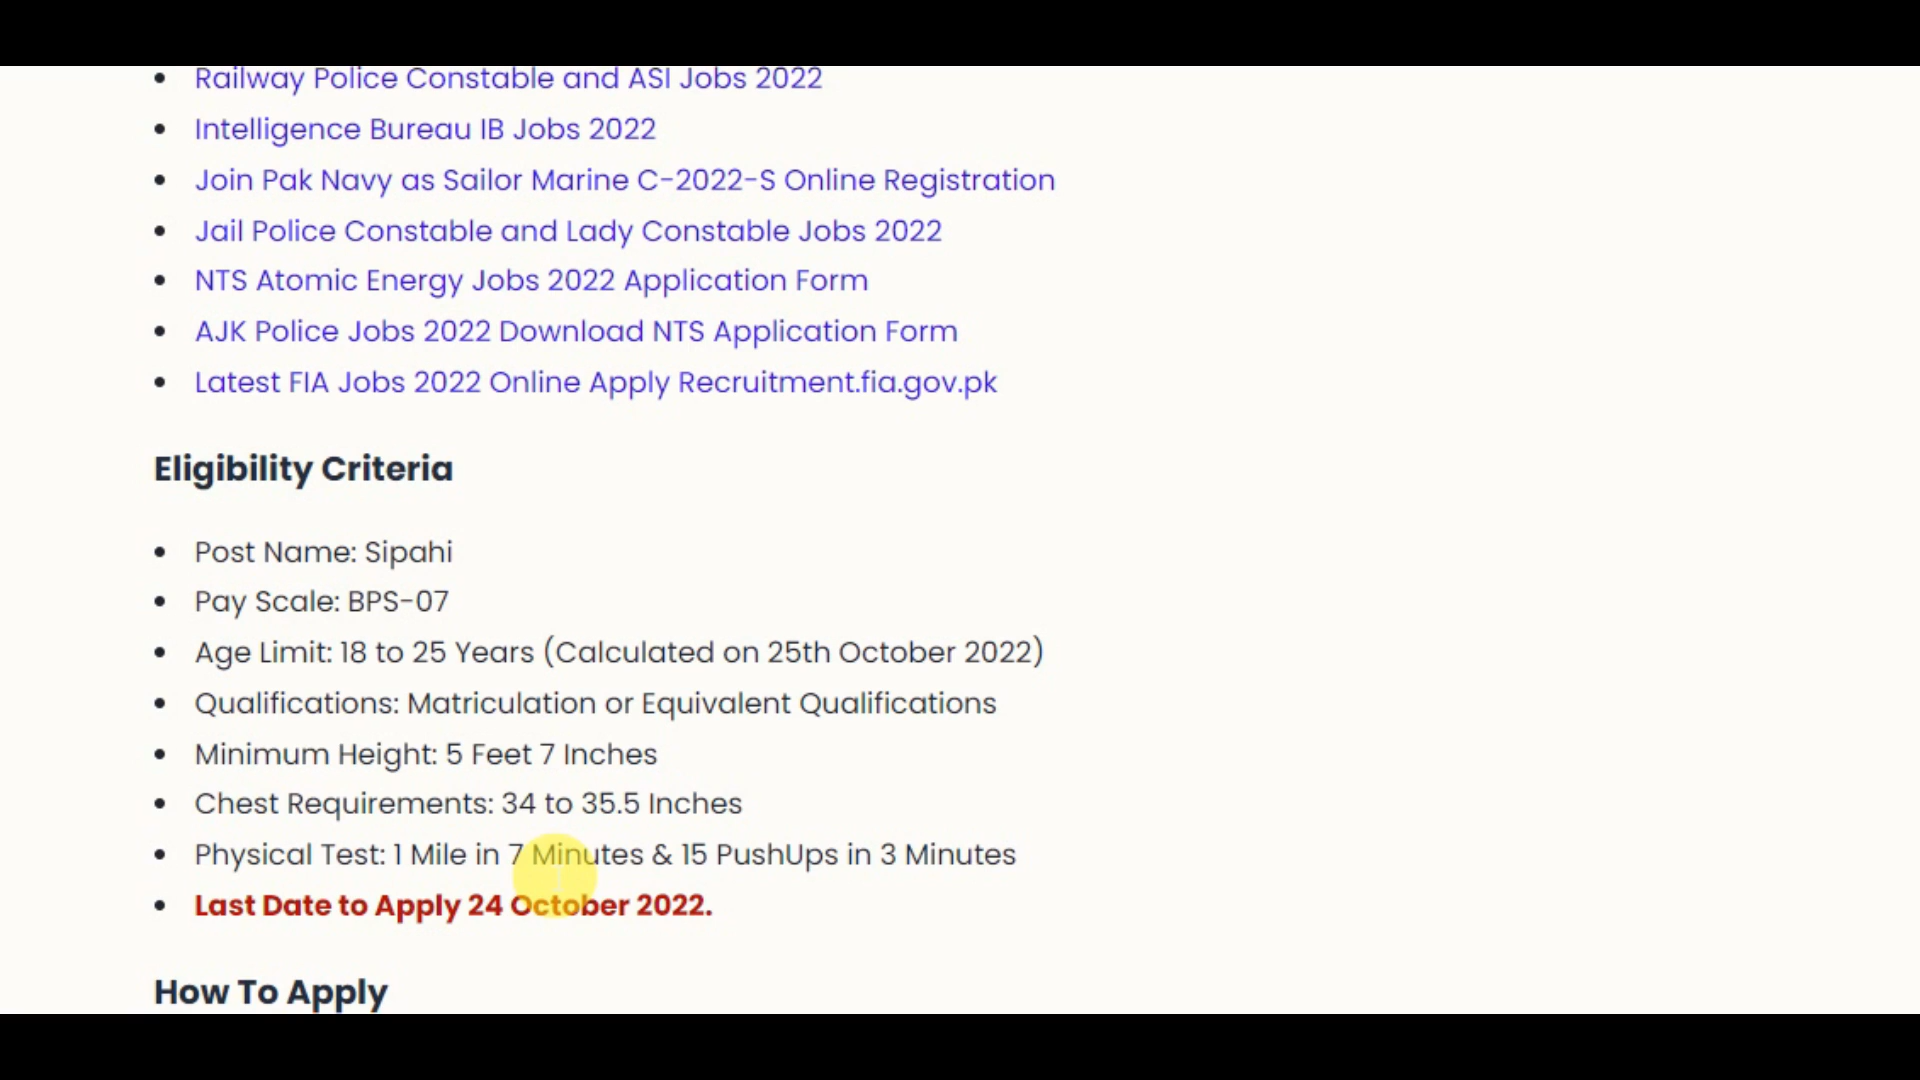 Railway Police Constable and ASI Jobs 2022
Intelligence Bureau IB Jobs 2022
Join Pak Navy as Sailor Marine C-2022-S Online Registration
Jail Police Constable and Lady Constable Jobs 2022
NTS Atomic Energy Jobs 2022 Application Form
AJK Police Jobs 2022 Download NTS Application Form
Latest FIA Jobs 2022 Online Apply Recruitment.fia.gov.pk
Eligibility Criteria
Post Name: Sipahi
Pay Scale: BPS-07
Age Limit: 18 to 25 Years (Calculated on 25th October 2022)
Qualifications: Matriculation or Equivalent Qualifications
Minimum Height: 5 Feet 7 Inches
Chest Requirements: 34 to 35.5 Inches
Physical Test: 1 Mile in 7 Minutes & 15 PushUps in 3 Minutes
Last Date to Apply 24 October 2022.
How To Apply